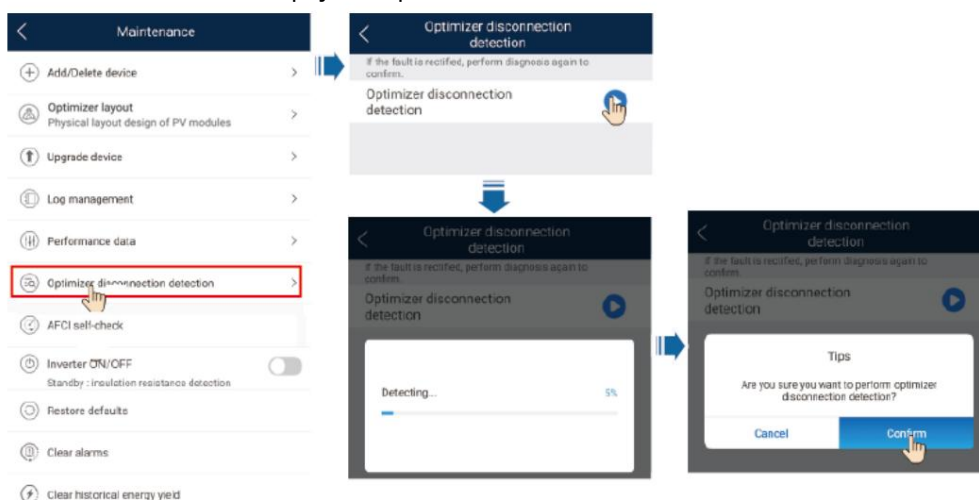 Maintenance
Add/Delete device
Optimizer layout
Physical layout design of PV modules
Upgrade device
Log management
Performance data
Optimizer disconnection detection
AFCI self-check
Inverter ON/OFF
Standby : insulation resistance detection
Restore defaults
Clear alarms
Clear historical energy yield
Optimizer disconnection
detection
If the fault is rectified, perform diagnosis again to
confirm.
Optimizer disconnection
detection
Optimizer disconnection
detection
If the fault is rectified, perform diagnosis again to
confirm.
Optimizer disconnection
detection
Detecting...
5%
Optimizer disconnection
detection
If the fault is rectified, perform diagnosis again to
confirm.
Optimizer disconnection
detection
Tips
Are you sure you want to perform optimizer
disconnection detection?
Cancel
Confirm